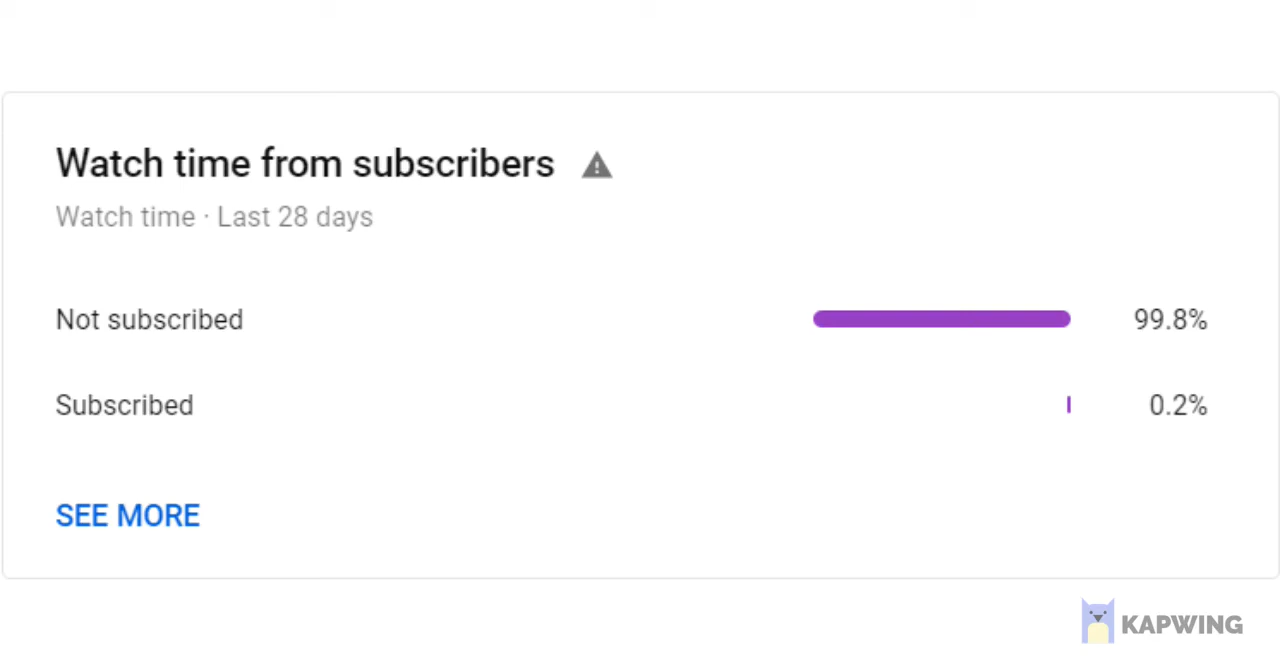 Watch time from subscribers
Watch time · Last 28 days
Not subscribed 99.8%
Subscribed 0.2%
SEE MORE
KAPWING